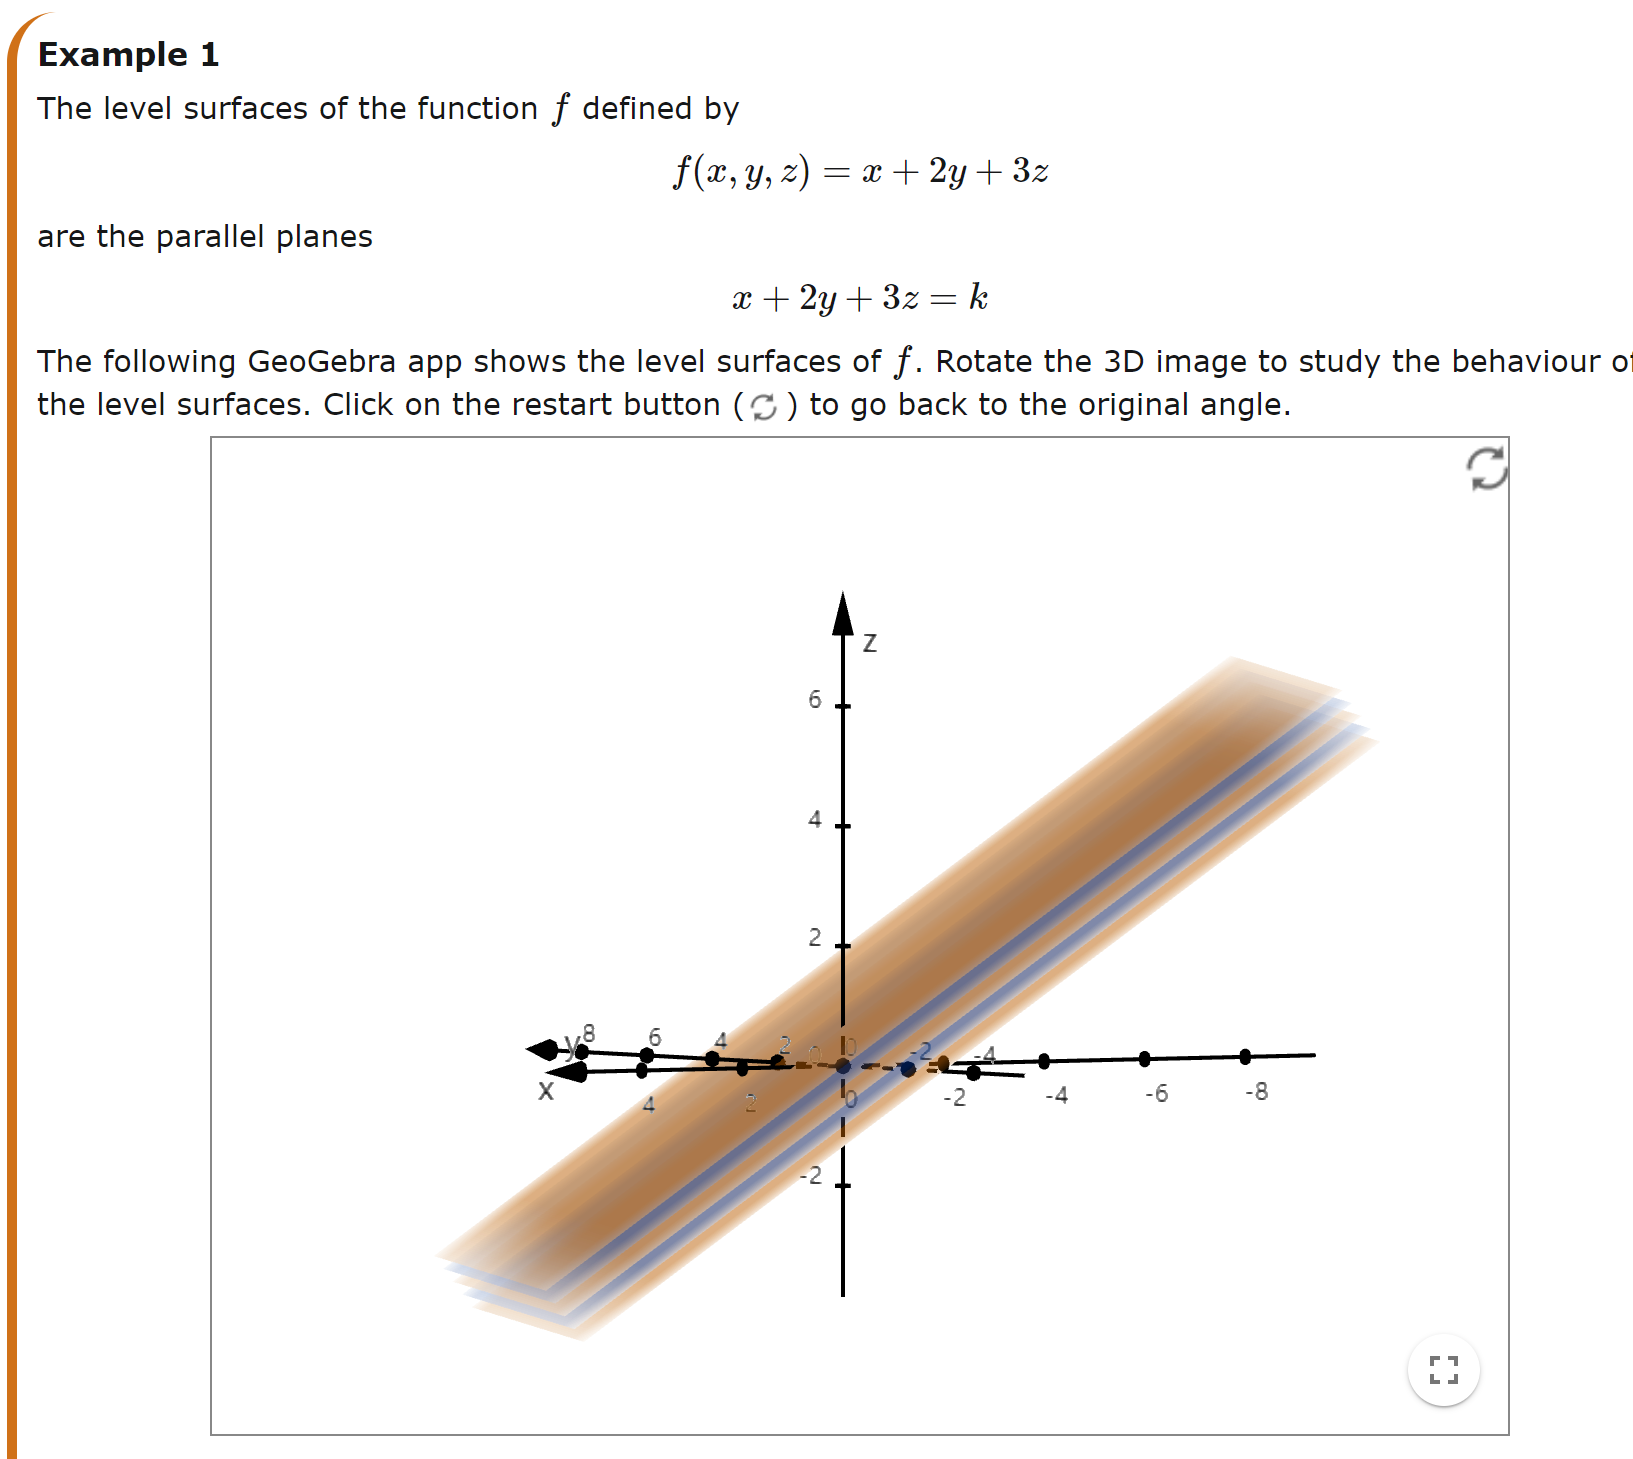 Example 1
The level surfaces of the function f defined by
f(x, y, z) = x + 2y + 3z
are the parallel planes
x + 2y + 3z = k
The following GeoGebra app shows the level surfaces of f. Rotate the 3D image to study the behaviour of
the level surfaces. Click on the restart button ( ) to go back to the original angle.
z
6
4
2
y 8 6 4 2 0 0 -2 -4
x 4 2 0 -2 -4 -6 -8
-2